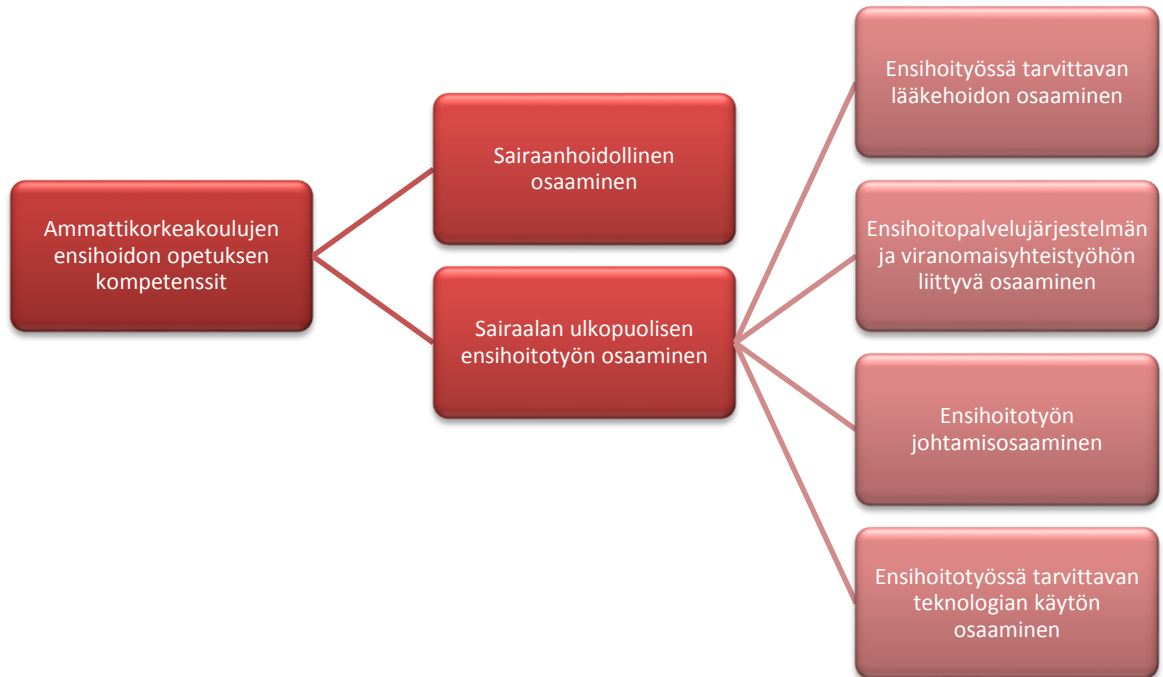 Ammattikorkeakoulujen
ensihoidon opetuksen
kompetenssit
Sairaanhoidollinen
osaaminen
Sairaalan ulkopuolisen
ensihoitotyön osaaminen
Ensihoityössä tarvittavan
lääkehoidon osaaminen
Ensihoitopalvelujärjestelmän
ja viranomaisyhteistyöhön
liittyvä osaaminen
Ensihoitotyön
johtamisosaaminen
Ensihoitotyössä tarvittavan
teknologian käytön
osaaminen